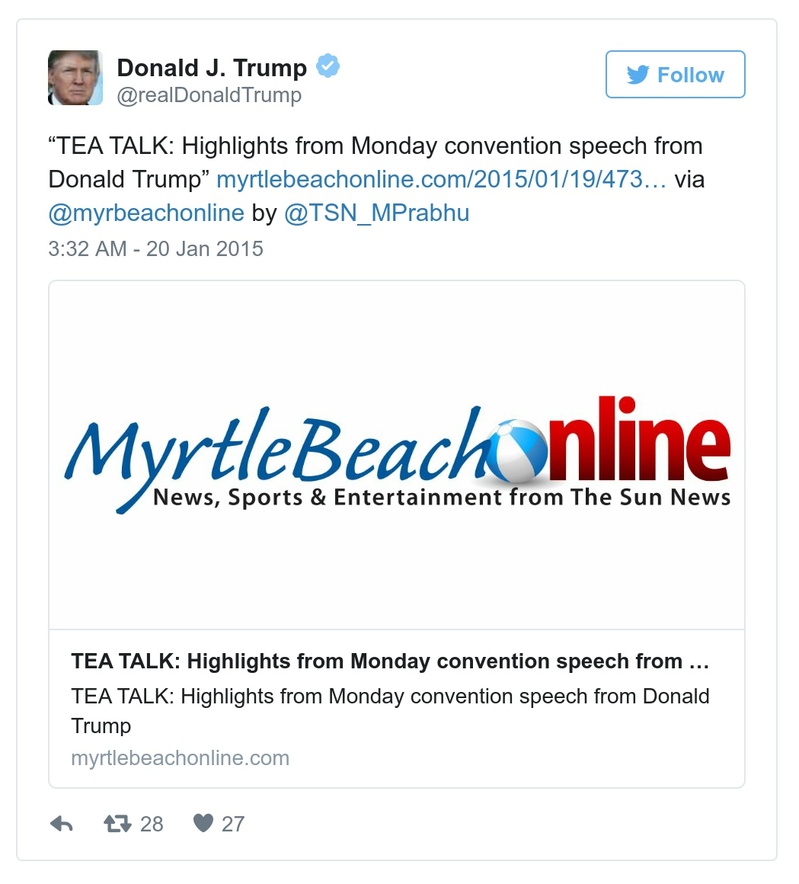 Donald J. Trump
@realDonaldTrump
Follow
“TEA TALK: Highlights from Monday convention speech from
Donald Trump” myrtlebeachonline.com/2015/01/19/473… via
@myrbeachonline by @TSN_MPrabhu
3:32 AM - 20 Jan 2015
MyrtleBeachOnline
News, Sports & Entertainment from The Sun News
TEA TALK: Highlights from Monday convention speech from …
TEA TALK: Highlights from Monday convention speech from Donald
Trump
myrtlebeachonline.com
28 27